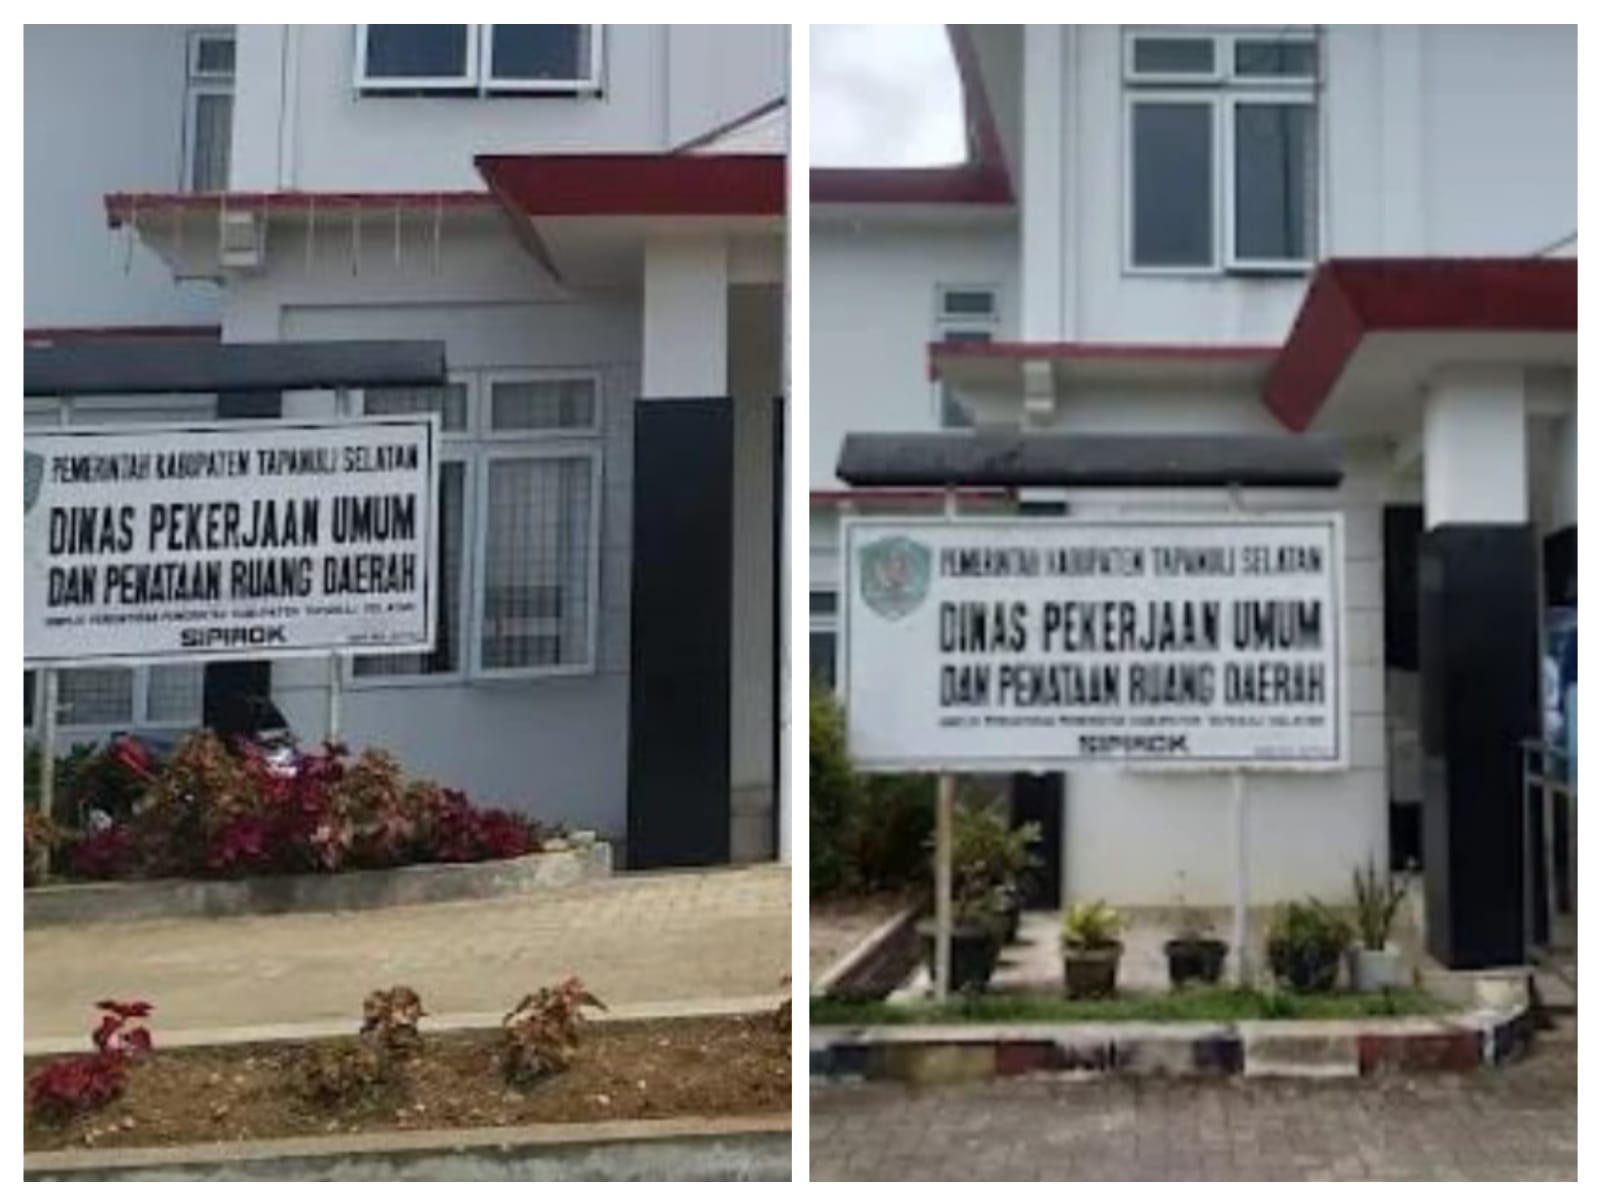 PEMERINTAH KABUPATEN TAPANULI SELATAN
DINAS PEKERJAAN UMUM
DAN PENATAAN RUANG DAERAH
SIPIROK
PEMERINTAH KABUPATEN TAPANULI SELATAN
DINAS PEKERJAAN UMUM
DAN PENATAAN RUANG DAERAH
SIPIROK